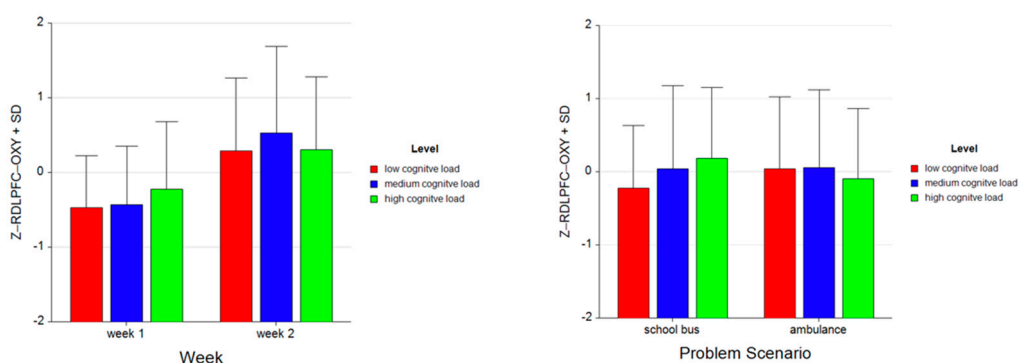 2
1
0
-1
-2
Z–RDLPFC–OXY + SD
week 1
week 2
Week
Level
low cognitve load
medium cognitve load
high cognitve load
2
1
0
-1
-2
Z–RDLPFC–OXY + SD
school bus
ambulance
Problem Scenario
Level
low cognitve load
medium cognitve load
high cognitve load